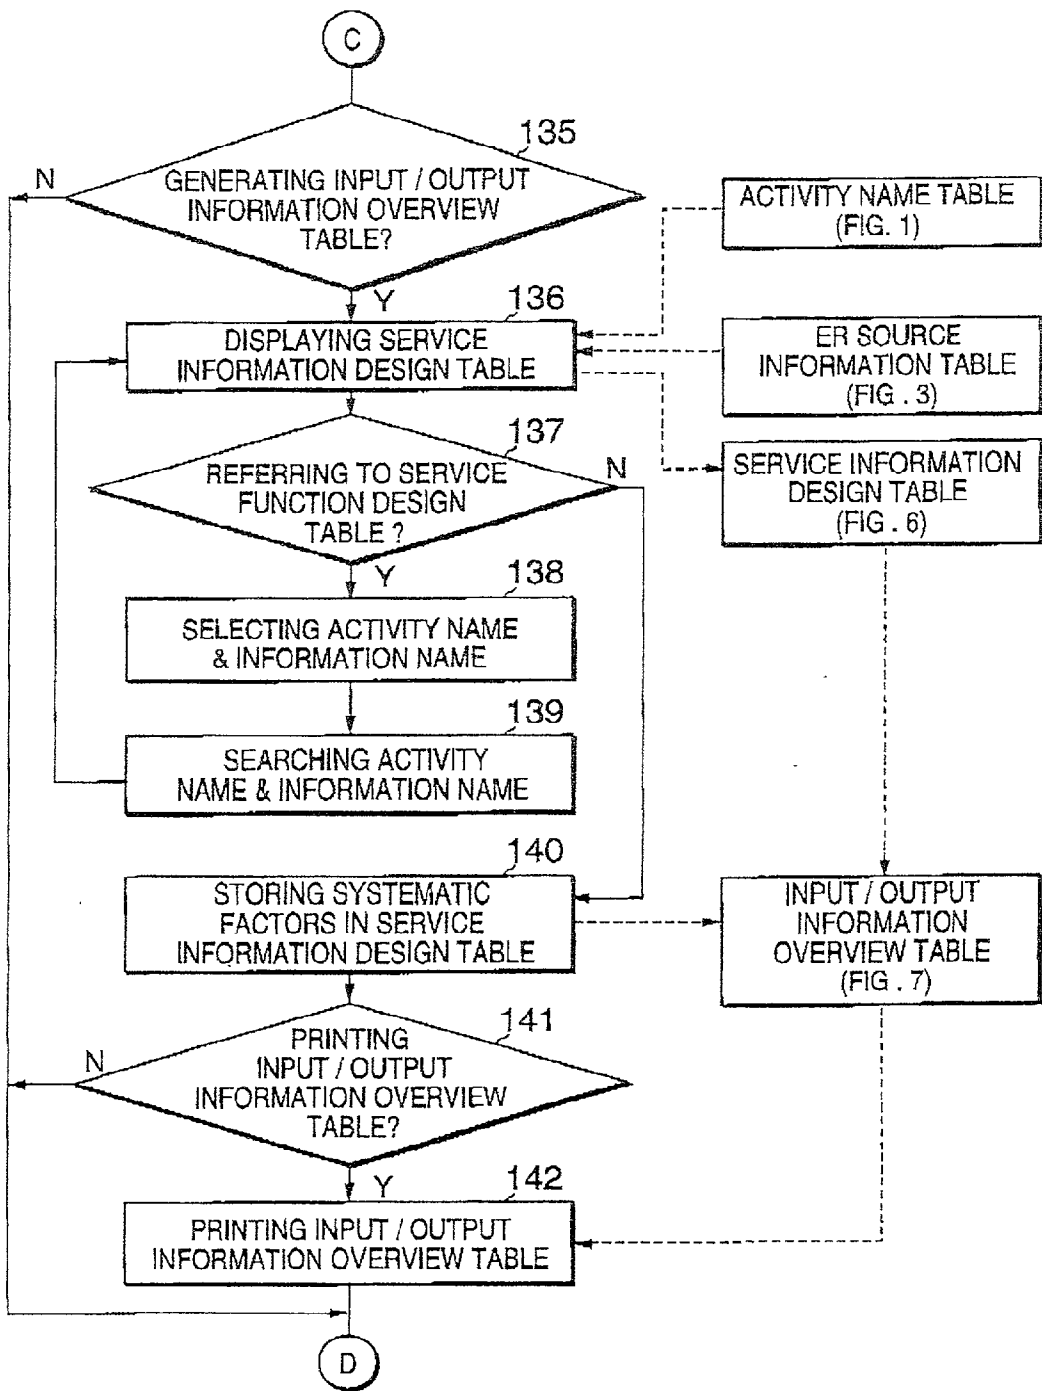 C
135
N
GENERATING INPUT / OUTPUT
INFORMATION OVERVIEW
TABLE?
Y
ACTIVITY NAME TABLE
(FIG. 1)
136
DISPLAYING SERVICE
INFORMATION DESIGN TABLE
ER SOURCE
INFORMATION TABLE
(FIG . 3)
137
REFERRING TO SERVICE
FUNCTION DESIGN
TABLE ?
N
Y
SERVICE INFORMATION
DESIGN TABLE
(FIG . 6)
138
SELECTING ACTIVITY NAME
& INFORMATION NAME
139
SEARCHING ACTIVITY
NAME & INFORMATION NAME
140
STORING SYSTEMATIC
FACTORS IN SERVICE
INFORMATION DESIGN TABLE
INPUT / OUTPUT
INFORMATION
OVERVIEW TABLE
(FIG . 7)
141
N
PRINTING
INPUT / OUTPUT
INFORMATION OVERVIEW
TABLE?
Y
142
PRINTING INPUT / OUTPUT
INFORMATION OVERVIEW TABLE
D